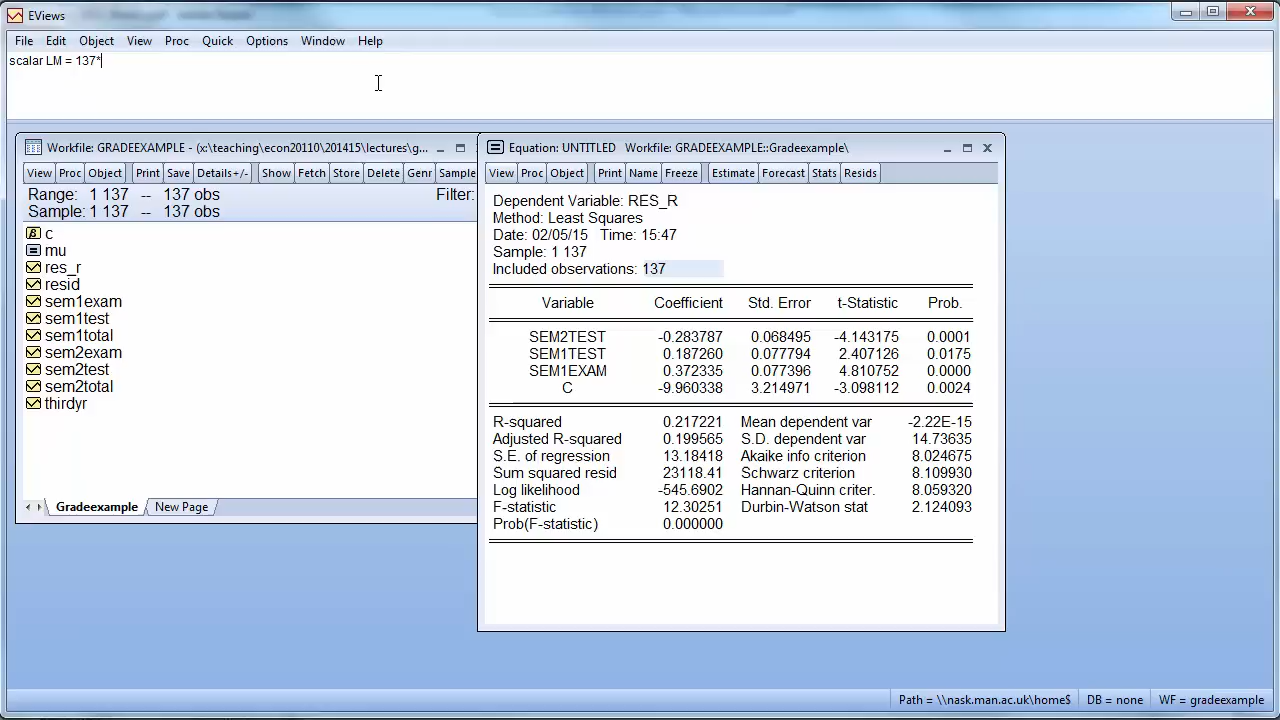 EViews
File Edit Object View Proc Quick Options Window Help
scalar LM = 137*
Workfile: GRADEEXAMPLE - (x:\teaching\econ20110\201415\lectures\g...
View Proc Object Print Save Details+/- Show Fetch Store Delete Genr Sample
Range: 1 137 -- 137 obs Filter:
Sample: 1 137 -- 137 obs
c
mu
res_r
resid
sem1exam
sem1test
sem1total
sem2exam
sem2test
sem2total
thirdyr
Gradeexample New Page
Equation: UNTITLED Workfile: GRADEEXAMPLE::Gradeexample\
View Proc Object Print Name Freeze Estimate Forecast Stats Resids
Dependent Variable: RES_R
Method: Least Squares
Date: 02/05/15 Time: 15:47
Sample: 1 137
Included observations: 137
Variable Coefficient Std. Error t-Statistic Prob.
SEM2TEST -0.283787 0.068495 -4.143175 0.0001
SEM1TEST 0.187260 0.077794 2.407126 0.0175
SEM1EXAM 0.372335 0.077396 4.810752 0.0000
C -9.960338 3.214971 -3.098112 0.0024
R-squared 0.217221 Mean dependent var -2.22E-15
Adjusted R-squared 0.199565 S.D. dependent var 14.73635
S.E. of regression 13.18418 Akaike info criterion 8.024675
Sum squared resid 23118.41 Schwarz criterion 8.109930
Log likelihood -545.6902 Hannan-Quinn criter. 8.059320
F-statistic 12.30251 Durbin-Watson stat 2.124093
Prob(F-statistic) 0.000000
Path = \\nask.man.ac.uk\home$ DB = none WF = gradeexample